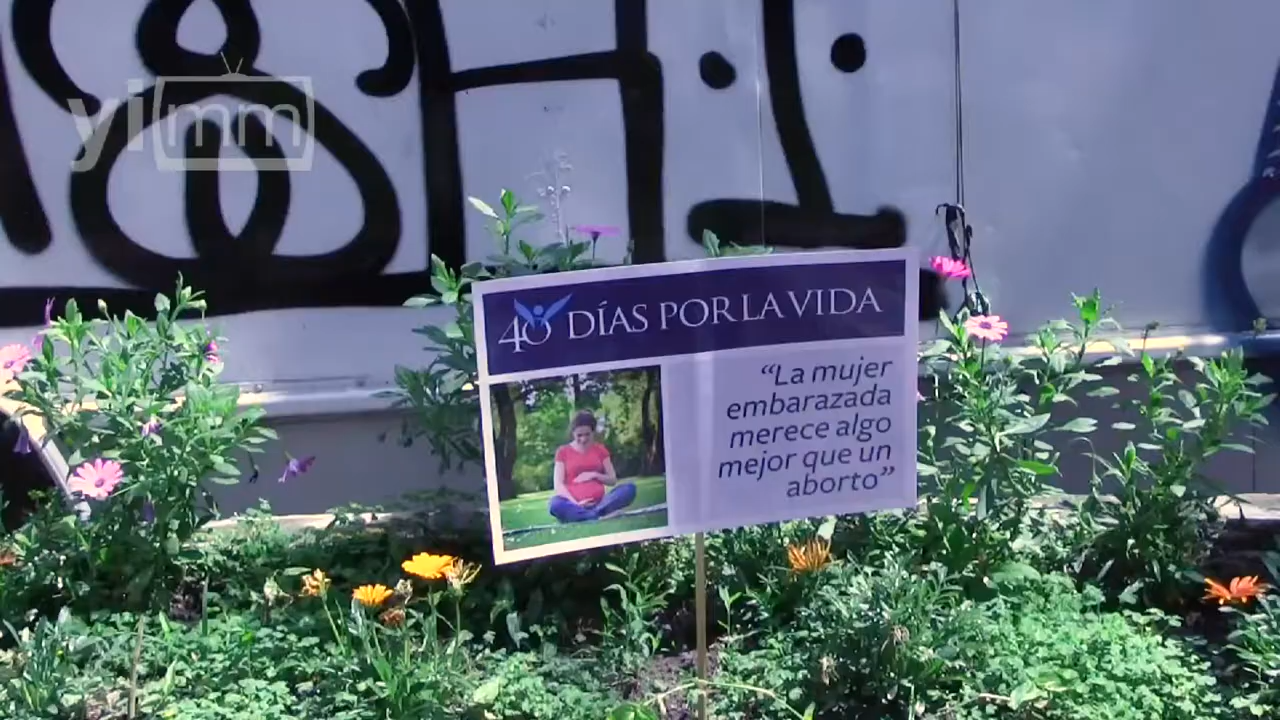 yimm
40 DÍAS POR LA VIDA
“La mujer
embarazada
merece algo
mejor que un
aborto”